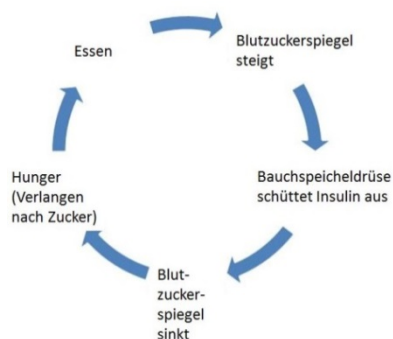 Essen
Blutzuckerspiegel
steigt
Bauchspeicheldrüse
schüttet Insulin aus
Blut-
zucker-
spiegel
sinkt
Hunger
(Verlangen
nach Zucker)